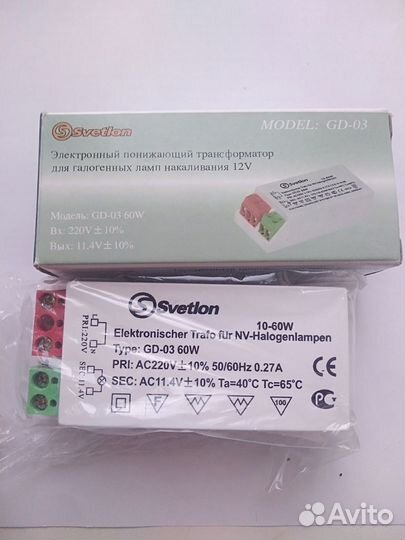 Svetlon
MODEL: GD-03
Электронный понижающий трансформатор
для галогенных ламп накаливания 12V
Модель: GD-03 60W
Вх: 220V ± 10%
Вых: 11.4V ± 10%
Svetlon
Svetlon
10-60W
Elektronischer Trafo für NV-Halogenlampen
Type: GD-03 60W
PRI: AC220V ± 10% 50/60Hz 0.27A
SEC: AC11.4V ± 10% Ta=40°C Tc=65°C
PRI:220V
N
SEC:11.4V
F
100
Avito